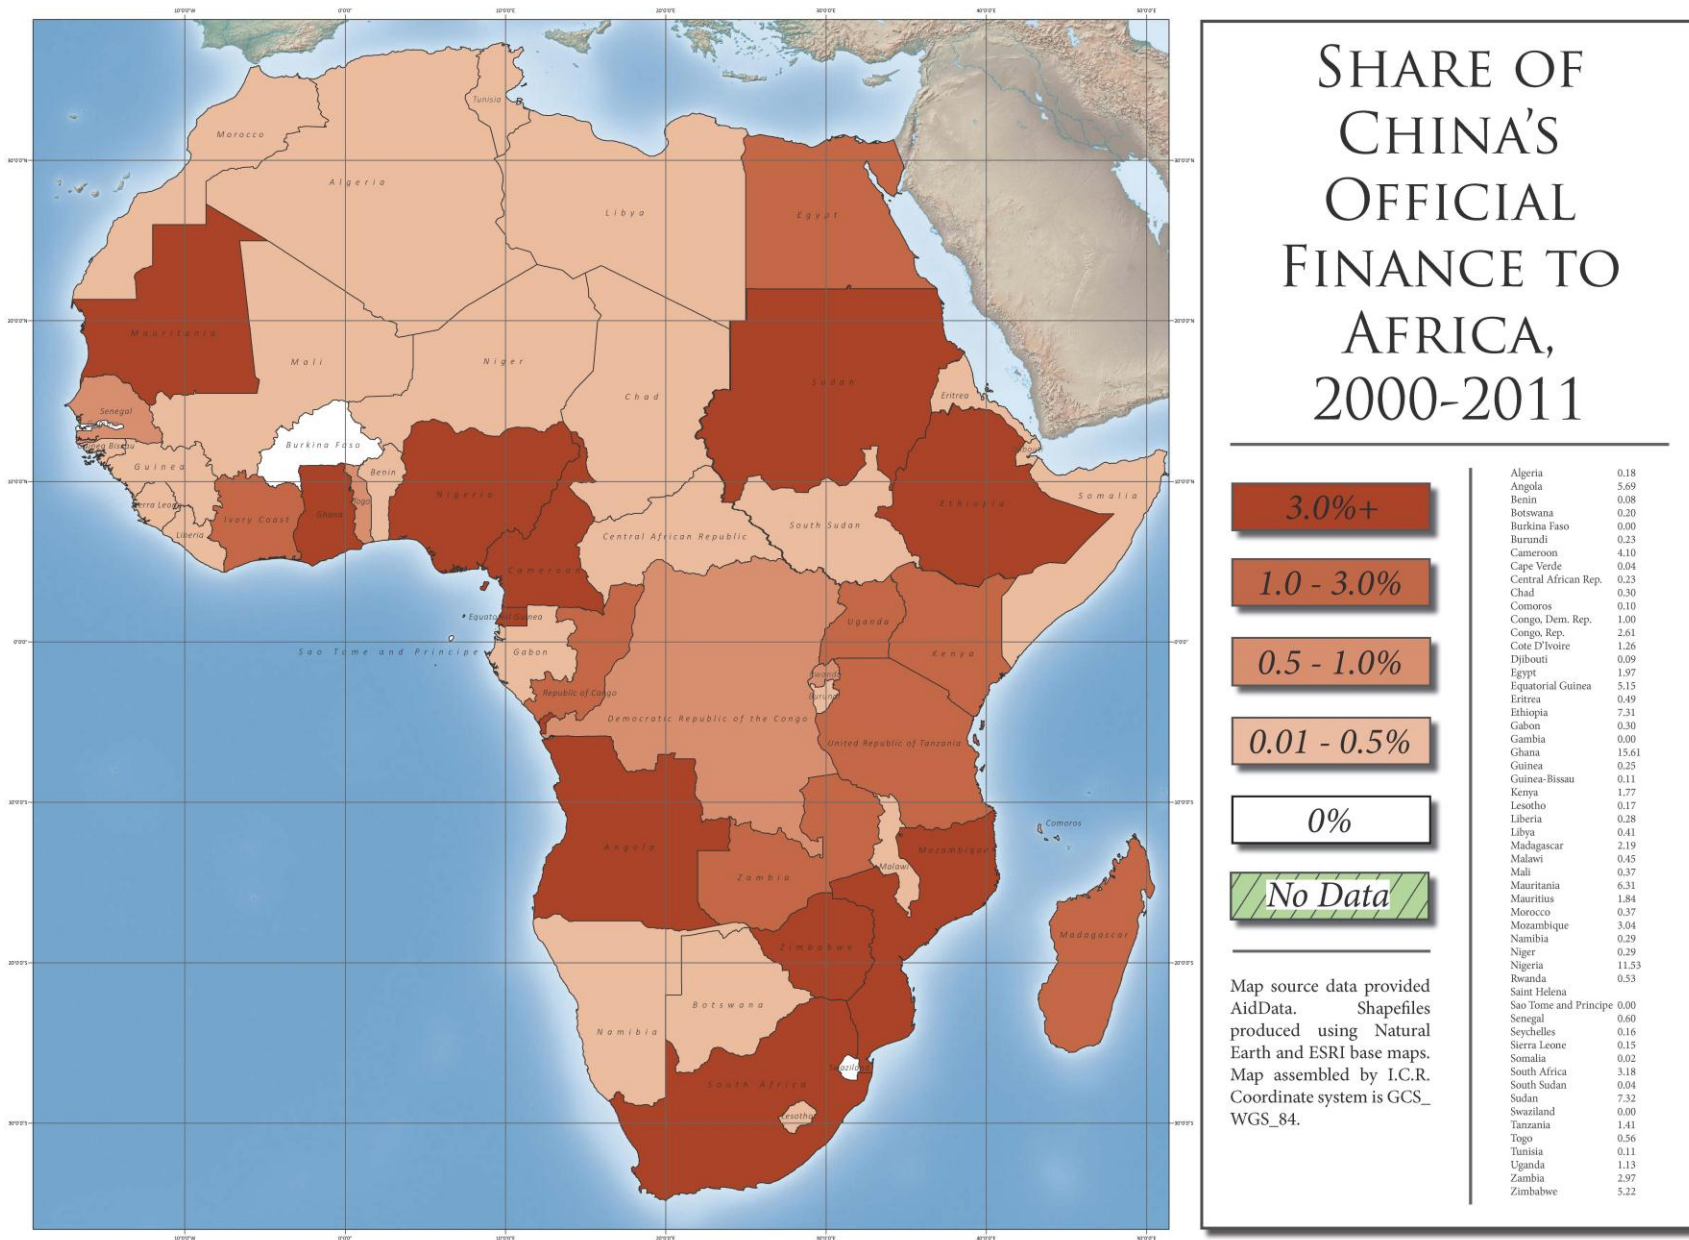 SHARE OF
CHINA'S
OFFICIAL
FINANCE TO
AFRICA,
2000-2011
3.0%+
1.0 - 3.0%
0.5 - 1.0%
0.01 - 0.5%
0%
No Data
Map source data provided
AidData. Shapefiles
produced using Natural
Earth and ESRI base maps.
Map assembled by I.C.R.
Coordinate system is GCS_
WGS_84.
Algeria 0.18
Angola 5.69
Benin 0.08
Botswana 0.20
Burkina Faso 0.00
Burundi 0.23
Cameroon 4.10
Cape Verde 0.04
Central African Rep. 0.23
Chad 0.30
Comoros 0.10
Congo, Dem. Rep. 1.00
Congo, Rep. 2.61
Cote D'Ivoire 1.26
Djibouti 0.09
Egypt 1.97
Equatorial Guinea 5.15
Eritrea 0.49
Ethiopia 7.31
Gabon 0.30
Gambia 0.00
Ghana 15.61
Guinea 0.25
Guinea-Bissau 0.11
Kenya 1.77
Lesotho 0.17
Liberia 0.28
Libya 0.41
Madagascar 2.19
Malawi 0.45
Mali 0.37
Mauritania 6.31
Mauritius 1.84
Morocco 0.37
Mozambique 3.04
Namibia 0.29
Niger 0.29
Nigeria 11.53
Rwanda 0.53
Saint Helena
Sao Tome and Principe 0.00
Senegal 0.60
Seychelles 0.16
Sierra Leone 0.15
Somalia 0.02
South Africa 3.18
South Sudan 0.04
Sudan 7.32
Swaziland 0.00
Tanzania 1.41
Togo 0.56
Tunisia 0.11
Uganda 1.13
Zambia 2.97
Zimbabwe 5.22
Tunisia
Morocco
Algeria
Libya
Egypt
Mauritania
Mali
Niger
Chad
Sudan
Eritrea
Senegal
Guinea Bissau
Guinea
Burkina Faso
Benin
Nigeria
Sierra Leone
Liberia
Ivory Coast
Ghana
Togo
Central African Republic
South Sudan
Ethiopia
Djibouti
Somalia
Cameroon
Equatorial Guinea
Sao Tome and Principe
Gabon
Republic of Congo
Democratic Republic of the Congo
Uganda
Kenya
Rwanda
Burundi
United Republic of Tanzania
Comoros
Angola
Zambia
Malawi
Mozambique
Madagascar
Zimbabwe
Botswana
Namibia
Swaziland
South Africa
Lesotho